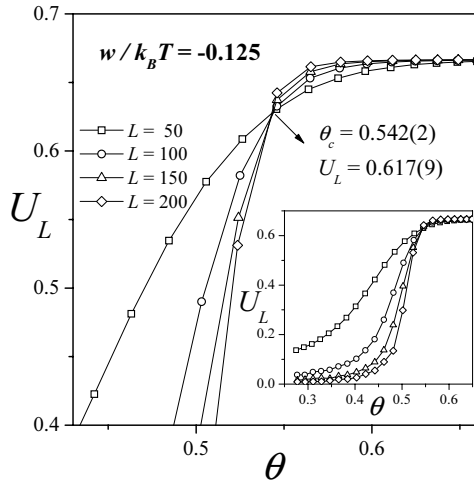 0.7
w/k_BT = -0.125
0.6
L = 50
L = 100
L = 150
L = 200
θ_c = 0.542(2)
U_L = 0.617(9)
U_L
0.5
0.4
0.5
0.6
θ
0.6
0.4
U_L
0.2
0.0
0.3
0.4
0.5
0.6
θ